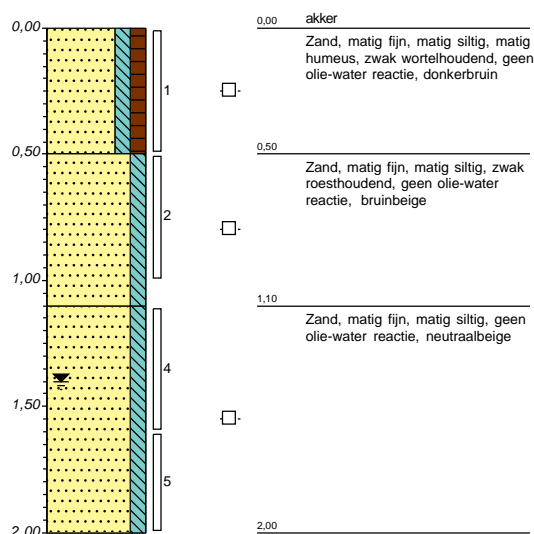 0,00
0,50
1,00
1,50
2,00
1
2
4
5
0,00 akker
Zand, matig fijn, matig siltig, matig
humeus, zwak wortelhoudend, geen
olie-water reactie, donkerbruin
0,50
Zand, matig fijn, matig siltig, zwak
roesthoudend, geen olie-water
reactie, bruinbeige
1,10
Zand, matig fijn, matig siltig, geen
olie-water reactie, neutraalbeige
2,00